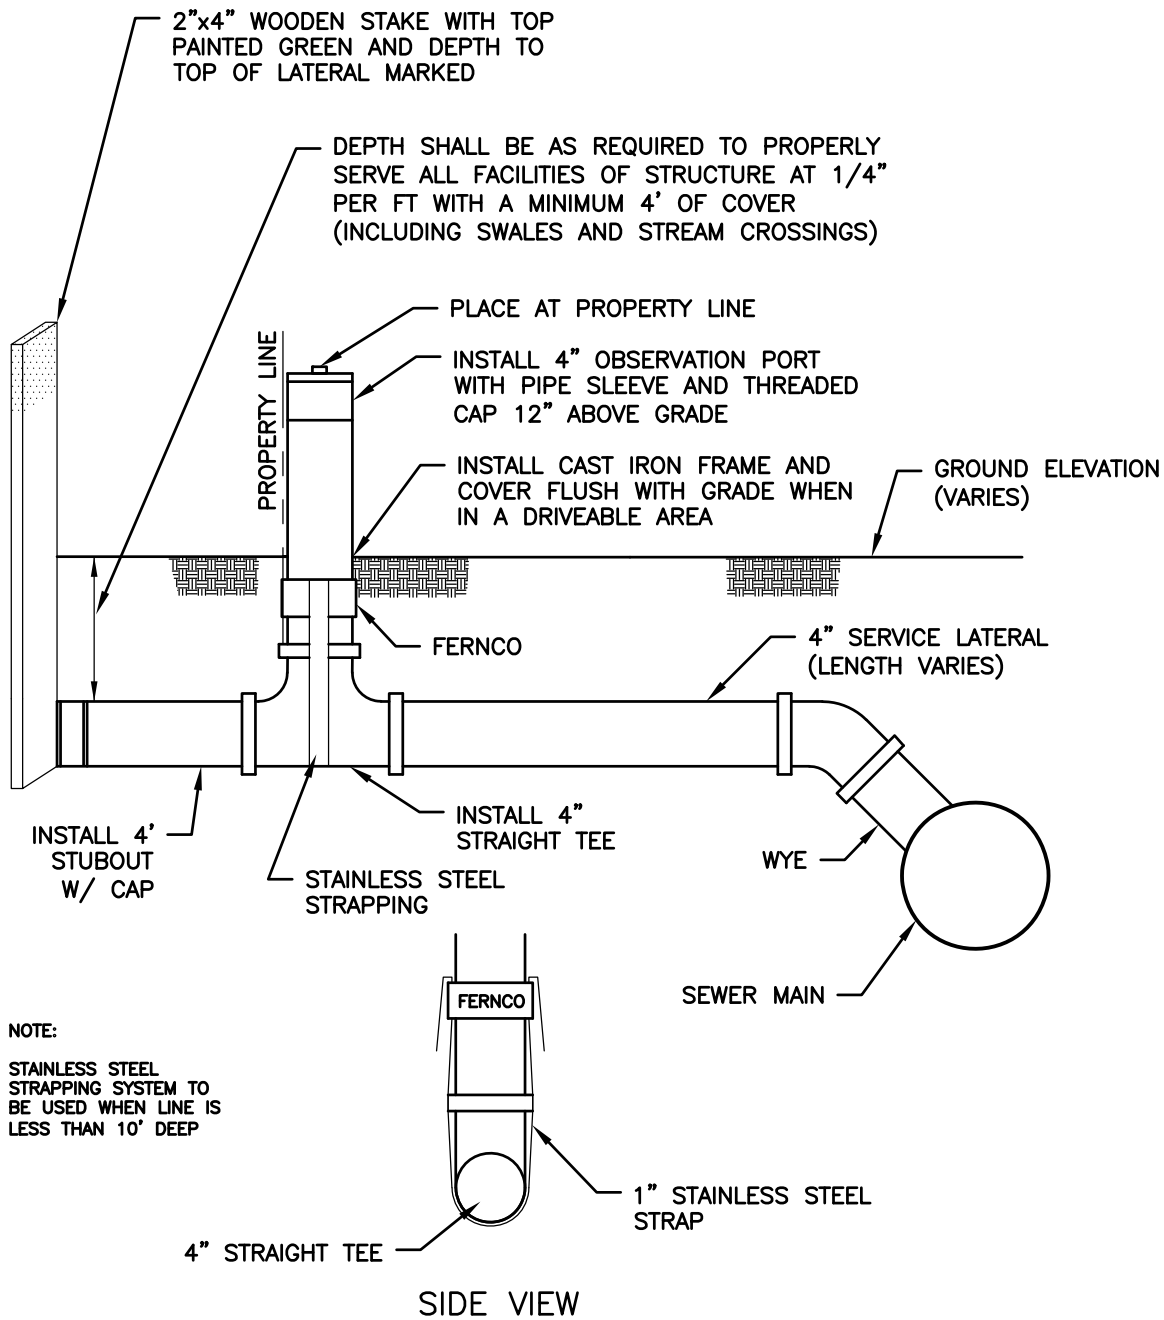 2"x4" WOODEN STAKE WITH TOP
PAINTED GREEN AND DEPTH TO
TOP OF LATERAL MARKED
DEPTH SHALL BE AS REQUIRED TO PROPERLY
SERVE ALL FACILITIES OF STRUCTURE AT 1/4"
PER FT WITH A MINIMUM 4' OF COVER
(INCLUDING SWALES AND STREAM CROSSINGS)
PLACE AT PROPERTY LINE
PROPERTY LINE
INSTALL 4" OBSERVATION PORT
WITH PIPE SLEEVE AND THREADED
CAP 12" ABOVE GRADE
INSTALL CAST IRON FRAME AND
COVER FLUSH WITH GRADE WHEN
IN A DRIVEABLE AREA
GROUND ELEVATION
(VARIES)
FERNCO
4" SERVICE LATERAL
(LENGTH VARIES)
INSTALL 4"
STRAIGHT TEE
INSTALL 4'
STUBOUT
W/ CAP
WYE
STAINLESS STEEL
STRAPPING
SEWER MAIN
FERNCO
NOTE:
STAINLESS STEEL
STRAPPING SYSTEM TO
BE USED WHEN LINE IS
LESS THAN 10' DEEP
1" STAINLESS STEEL
STRAP
4" STRAIGHT TEE
SIDE VIEW